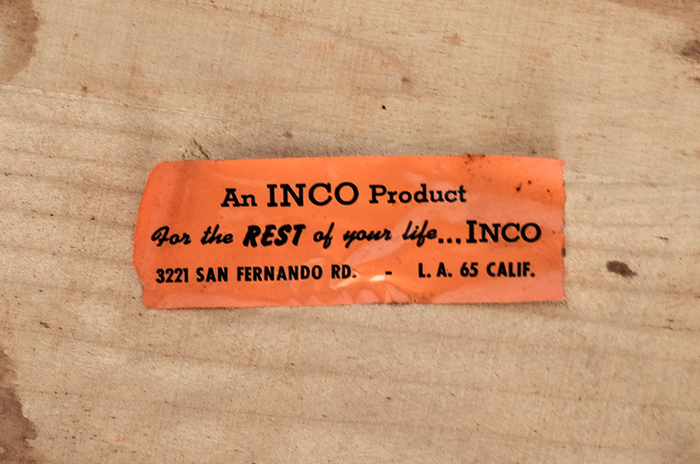 An INCO Product
For the REST of your life...INCO
3221 SAN FERNANDO RD. - L. A. 65 CALIF.